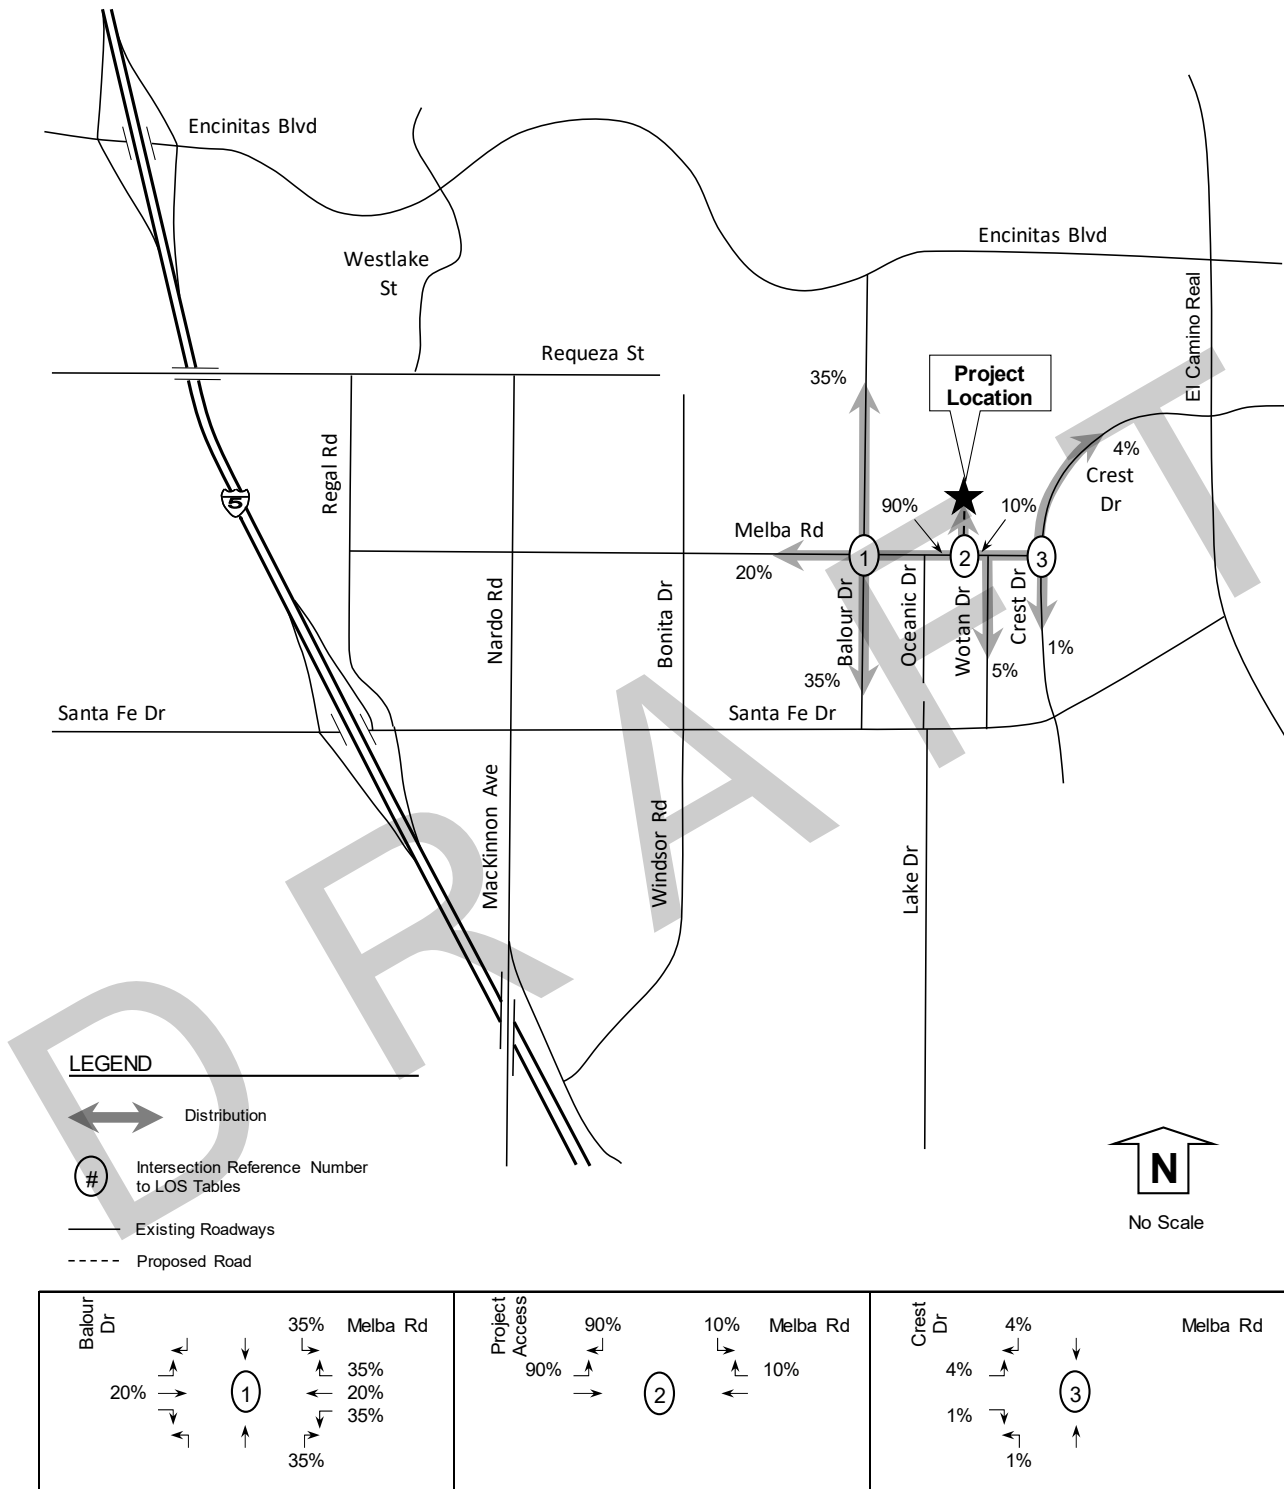 Encinitas Blvd
Westlake
St
Encinitas Blvd
El Camino Real
Requeza St
35%
Project
Location
Regal Rd
4%
Crest
Dr
5
90%
10%
Melba Rd
20%
1
2
3
Nardo Rd
Bonita Dr
Balour Dr
Oceanic Dr
Wotan Dr
Crest Dr
35%
5%
1%
Santa Fe Dr
Santa Fe Dr
MacKinnon Ave
Windsor Rd
Lake Dr
DRAFT
LEGEND
Distribution
#
Intersection Reference Number
to LOS Tables
Existing Roadways
Proposed Road
N
No Scale
Balour
Dr
35%
Melba Rd
35%
20%
1
20%
35%
35%
Project
Access
90%
10%
Melba Rd
90%
10%
2
Crest
Dr
4%
Melba Rd
4%
3
1%
1%